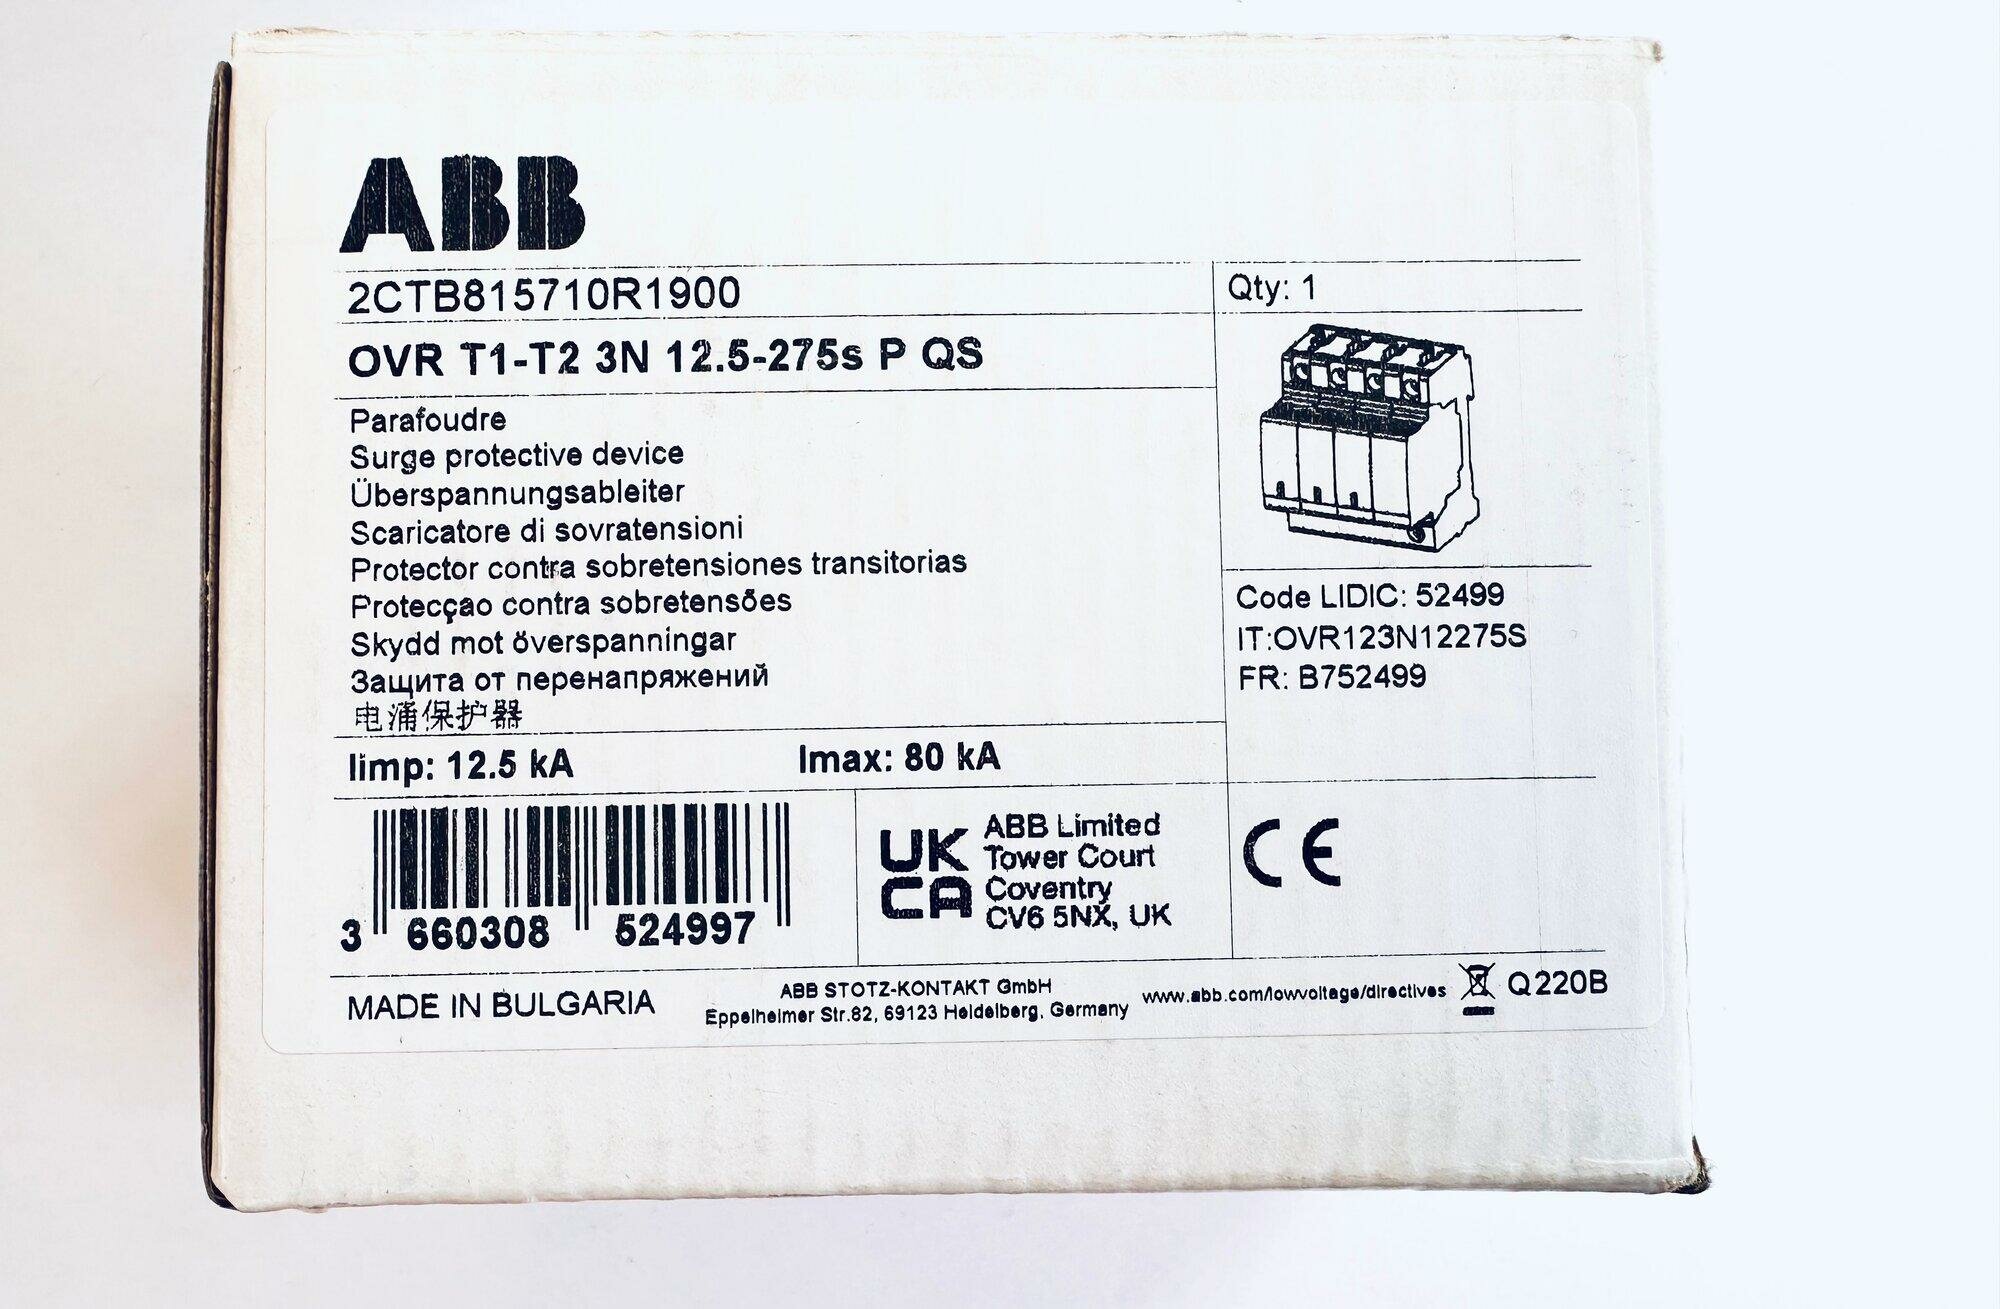 ABB
2CTB815710R1900
Qty: 1
OVR T1-T2 3N 12.5-275s P QS
Parafoudre
Surge protective device
Überspannungsableiter
Scaricatore di sovratensioni
Protector contra sobretensiones transitorias
Protecçao contra sobretensões
Skydd mot överspanningar
Защита от перенапряжений
电涌保护器
Code LIDIC: 52499
IT:OVR123N12275S
FR: B752499
Iimp: 12.5 kA
Imax: 80 kA
3 660308 524997
UK
CA
ABB Limited
Tower Court
Coventry
CV6 5NX, UK
CE
MADE IN BULGARIA
ABB STOTZ-KONTAKT GmbH
Eppelheimer Str.82, 69123 Heidelberg, Germany
www.abb.com/lowvoltage/directives
Q220B